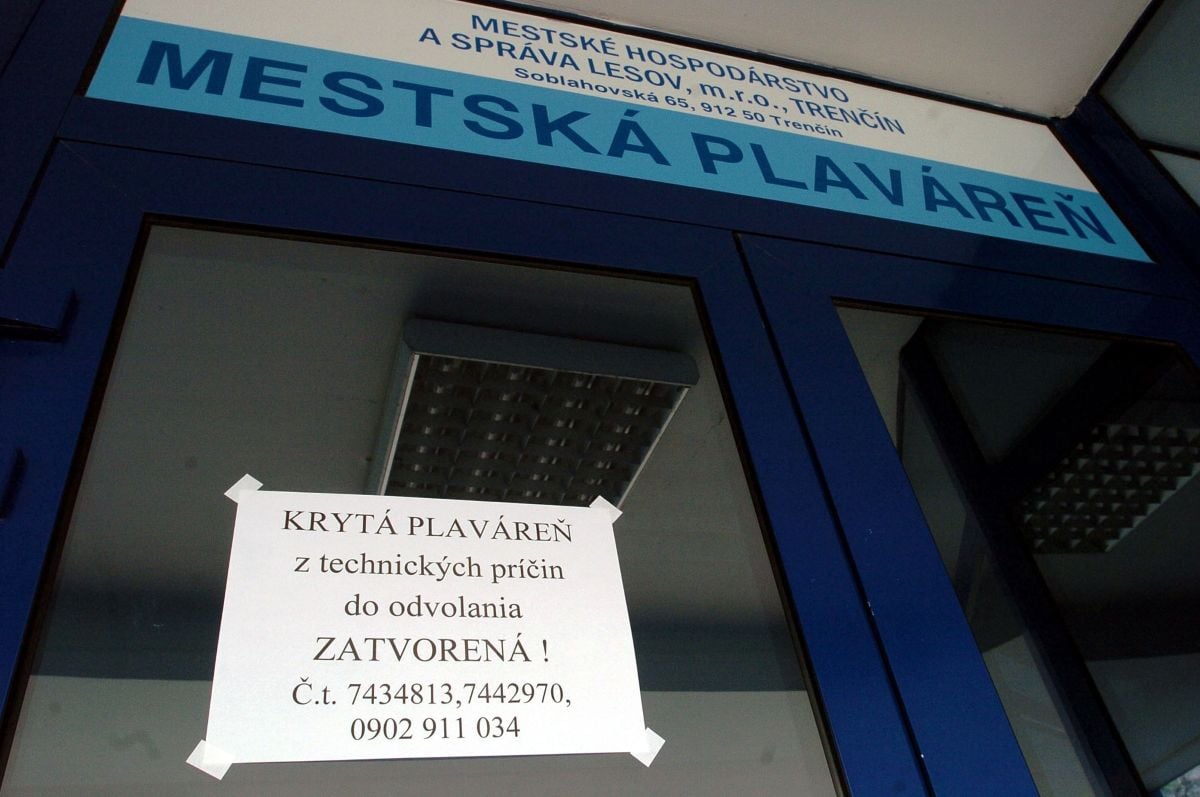 MESTSKÉ HOSPODÁRSTVO
A SPRÁVA LESOV, m.r.o., TRENČÍN
Soblahovská 65, 912 50 Trenčín
MESTSKÁ PLAVÁREŇ
KRYTÁ PLAVÁREŇ
z technických príčin
do odvolania
ZATVORENÁ !
Č.t. 7434813,7442970,
0902 911 034